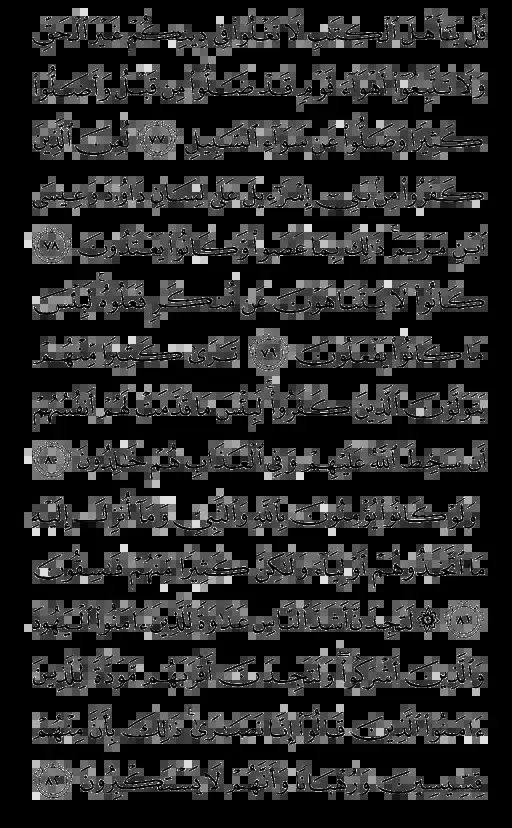 قُلْ يَٰٓأَهْلَ ٱلْكِتَٰبِ لَا تَغْلُوا۟ فِى دِينِكُمْ غَيْرَ ٱلْحَقِّ
وَلَا تَتَّبِعُوٓا۟ أَهْوَآءَ قَوْمٍ قَدْ ضَلُّوا۟ مِن قَبْلُ وَأَضَلُّوا۟
كَثِيرًا وَضَلُّوا۟ عَن سَوَآءِ ٱلسَّبِيلِ ٧٧ لُعِنَ ٱلَّذِينَ
كَفَرُوا۟ مِنۢ بَنِىٓ إِسْرَٰٓءِيلَ عَلَىٰ لِسَانِ دَاوُۥدَ وَعِيسَى
ٱبْنِ مَرْيَمَ ۚ ذَٰلِكَ بِمَا عَصَوا۟ وَّكَانُوا۟ يَعْتَدُونَ ٧٨
كَانُوا۟ لَا يَتَنَاهَوْنَ عَن مُّنكَرٍ فَعَلُوهُ ۚ لَبِئْسَ
مَا كَانُوا۟ يَفْعَلُونَ ٧٩ تَرَىٰ كَثِيرًا مِّنْهُمْ
يَتَوَلَّوْنَ ٱلَّذِينَ كَفَرُوا۟ ۚ لَبِئْسَ مَا قَدَّمَتْ لَهُمْ أَنفُسُهُمْ
أَن سَخِطَ ٱللَّهُ عَلَيْهِمْ وَفِى ٱلْعَذَابِ هُمْ خَٰلِدُونَ ٨٠
وَلَوْ كَانُوا۟ يُؤْمِنُونَ بِٱللَّهِ وَٱلنَّبِىِّ وَمَآ أُنزِلَ إِلَيْهِ
مَا ٱتَّخَذُوهُمْ أَوْلِيَآءَ وَلَٰكِنَّ كَثِيرًا مِّنْهُمْ فَٰسِقُونَ
٨١ ۞ لَتَجِدَنَّ أَشَدَّ ٱلنَّاسِ عَدَٰوَةً لِّلَّذِينَ ءَامَنُوا۟ ٱلْيَهُودَ
وَٱلَّذِينَ أَشْرَكُوا۟ ۖ وَلَتَجِدَنَّ أَقْرَبَهُم مَّوَدَّةً لِّلَّذِينَ
ءَامَنُوا۟ ٱلَّذِينَ قَالُوٓا۟ إِنَّا نَصَٰرَىٰ ۚ ذَٰلِكَ بِأَنَّ مِنْهُمْ
قِسِّيسِينَ وَرُهْبَانًا وَأَنَّهُمْ لَا يَسْتَكْبِرُونَ ٨٢